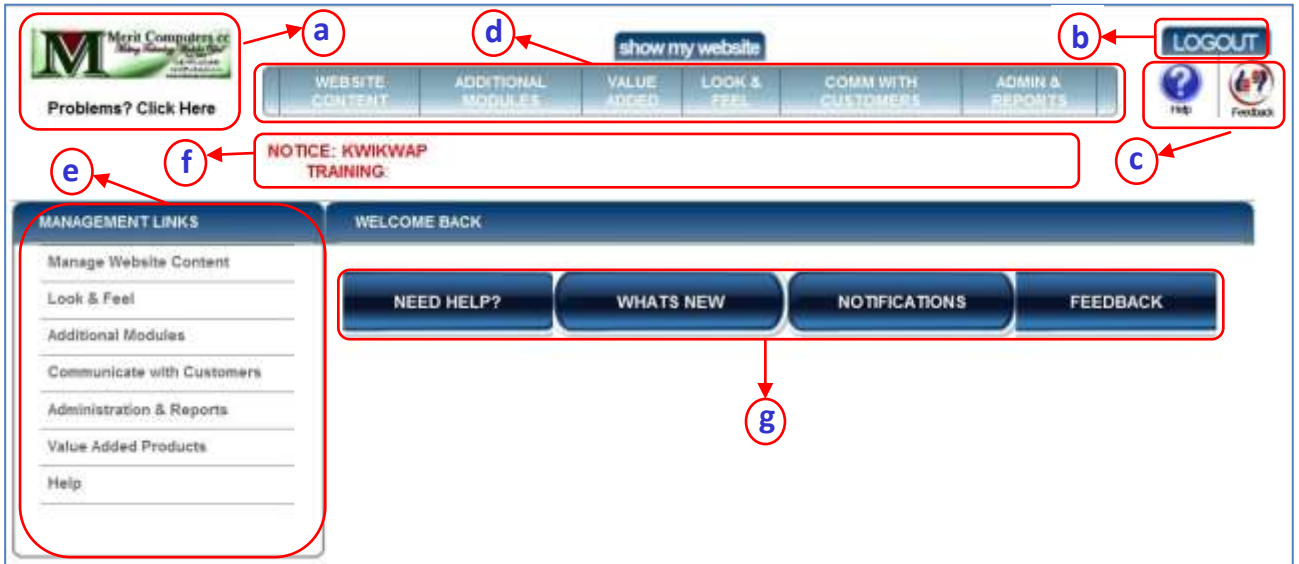 Merit Computers cc
Problems? Click Here
a
d
show my website
b
LOGOUT
WEBSITE CONTENT
ADDITIONAL MODULES
VALUE ADDED
LOOK & FEEL
COMM WITH CUSTOMERS
ADMIN & REPORTS
Help
Feedback
c
f
NOTICE: KWIKWAP
TRAINING:
e
MANAGEMENT LINKS
WELCOME BACK
Manage Website Content
Look & Feel
Additional Modules
Communicate with Customers
Administration & Reports
Value Added Products
Help
NEED HELP?
WHATS NEW
NOTIFICATIONS
FEEDBACK
g